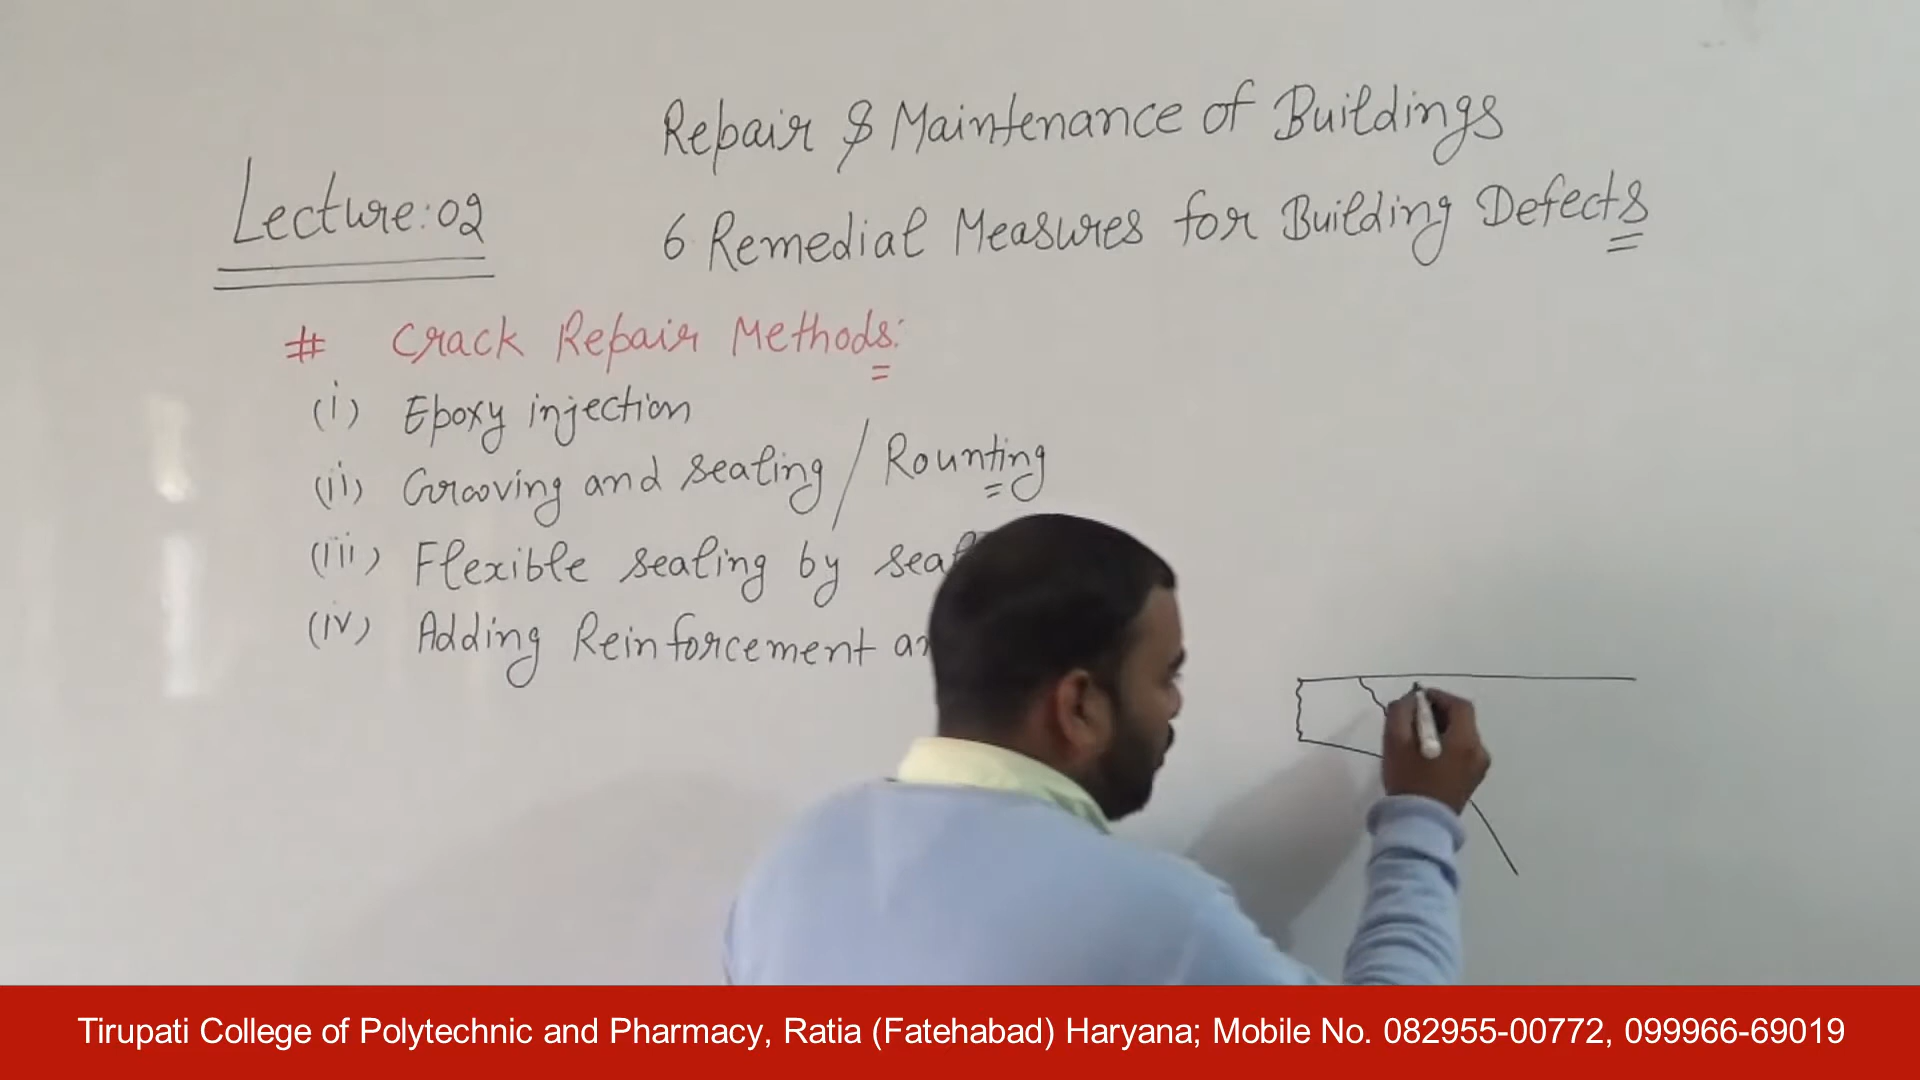 Repair & Maintenance of Buildings
Lecture:02
6 Remedial Measures for Building Defects
# Crack Repair Methods:
(i) Epoxy injection
(ii) Grooving and sealing / Rounting
(iii) Flexible sealing by
(iv) Adding Reinforcement
Tirupati College of Polytechnic and Pharmacy, Ratia (Fatehabad) Haryana; Mobile No. 082955-00772, 099966-69019